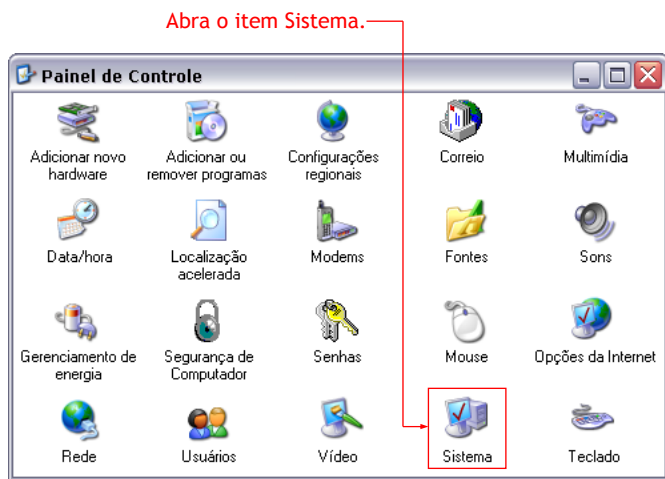 Abra o item Sistema.
Painel de Controle
Adicionar novo
hardware
Adicionar ou
remover programas
Configurações
regionais
Correio
Multimídia
Data/hora
Localização
acelerada
Modems
Fontes
Sons
Gerenciamento de
energia
Segurança de
Computador
Senhas
Mouse
Opções da Internet
Rede
Usuários
Vídeo
Sistema
Teclado